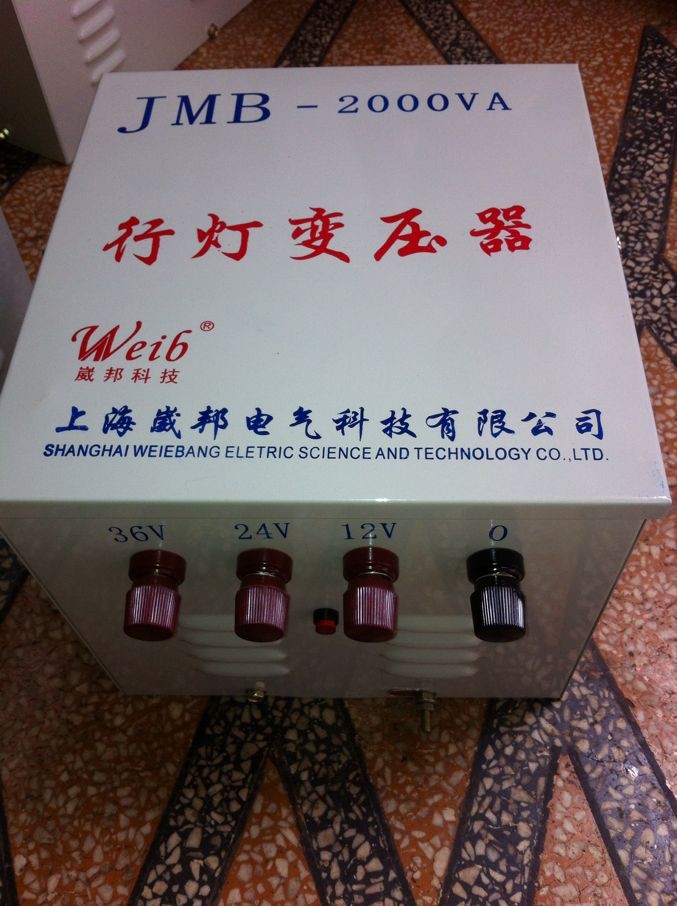 JMB - 2000VA
行灯变压器
Weib®
崴邦科技
上海崴邦电气科技有限公司
SHANGHAI WEIEBANG ELETRIC SCIENCE AND TECHNOLOGY CO.,LTD.
36V 24V 12V O